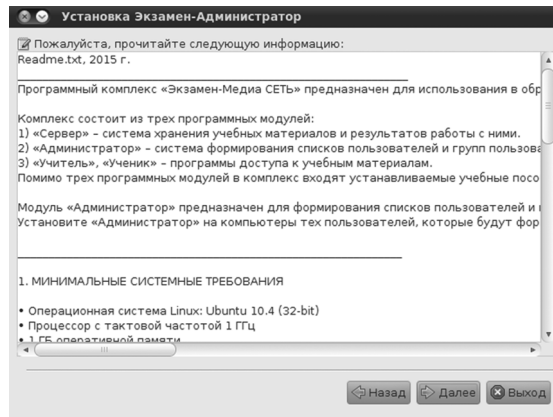 Установка Экзамен-Администратор
Пожалуйста, прочитайте следующую информацию:
Readme.txt, 2015 г.
Программный комплекс «Экзамен-Медиа СЕТЬ» предназначен для использования в обр
Комплекс состоит из трех программных модулей:
1) «Сервер» – система хранения учебных материалов и результатов работы с ними.
2) «Администратор» – система формирования списков пользователей и групп пользова
3) «Учитель», «Ученик» – программы доступа к учебным материалам.
Помимо трех программных модулей в комплекс входят устанавливаемые учебные посо
Модуль «Администратор» предназначен для формирования списков пользователей и
Установите «Администратор» на компьютеры тех пользователей, которые будут фор
1. МИНИМАЛЬНЫЕ СИСТЕМНЫЕ ТРЕБОВАНИЯ
• Операционная система Linux: Ubuntu 10.4 (32-bit)
• Процессор с тактовой частотой 1 ГГц
• 1 ГБ оперативной памяти
Назад Далее Выход